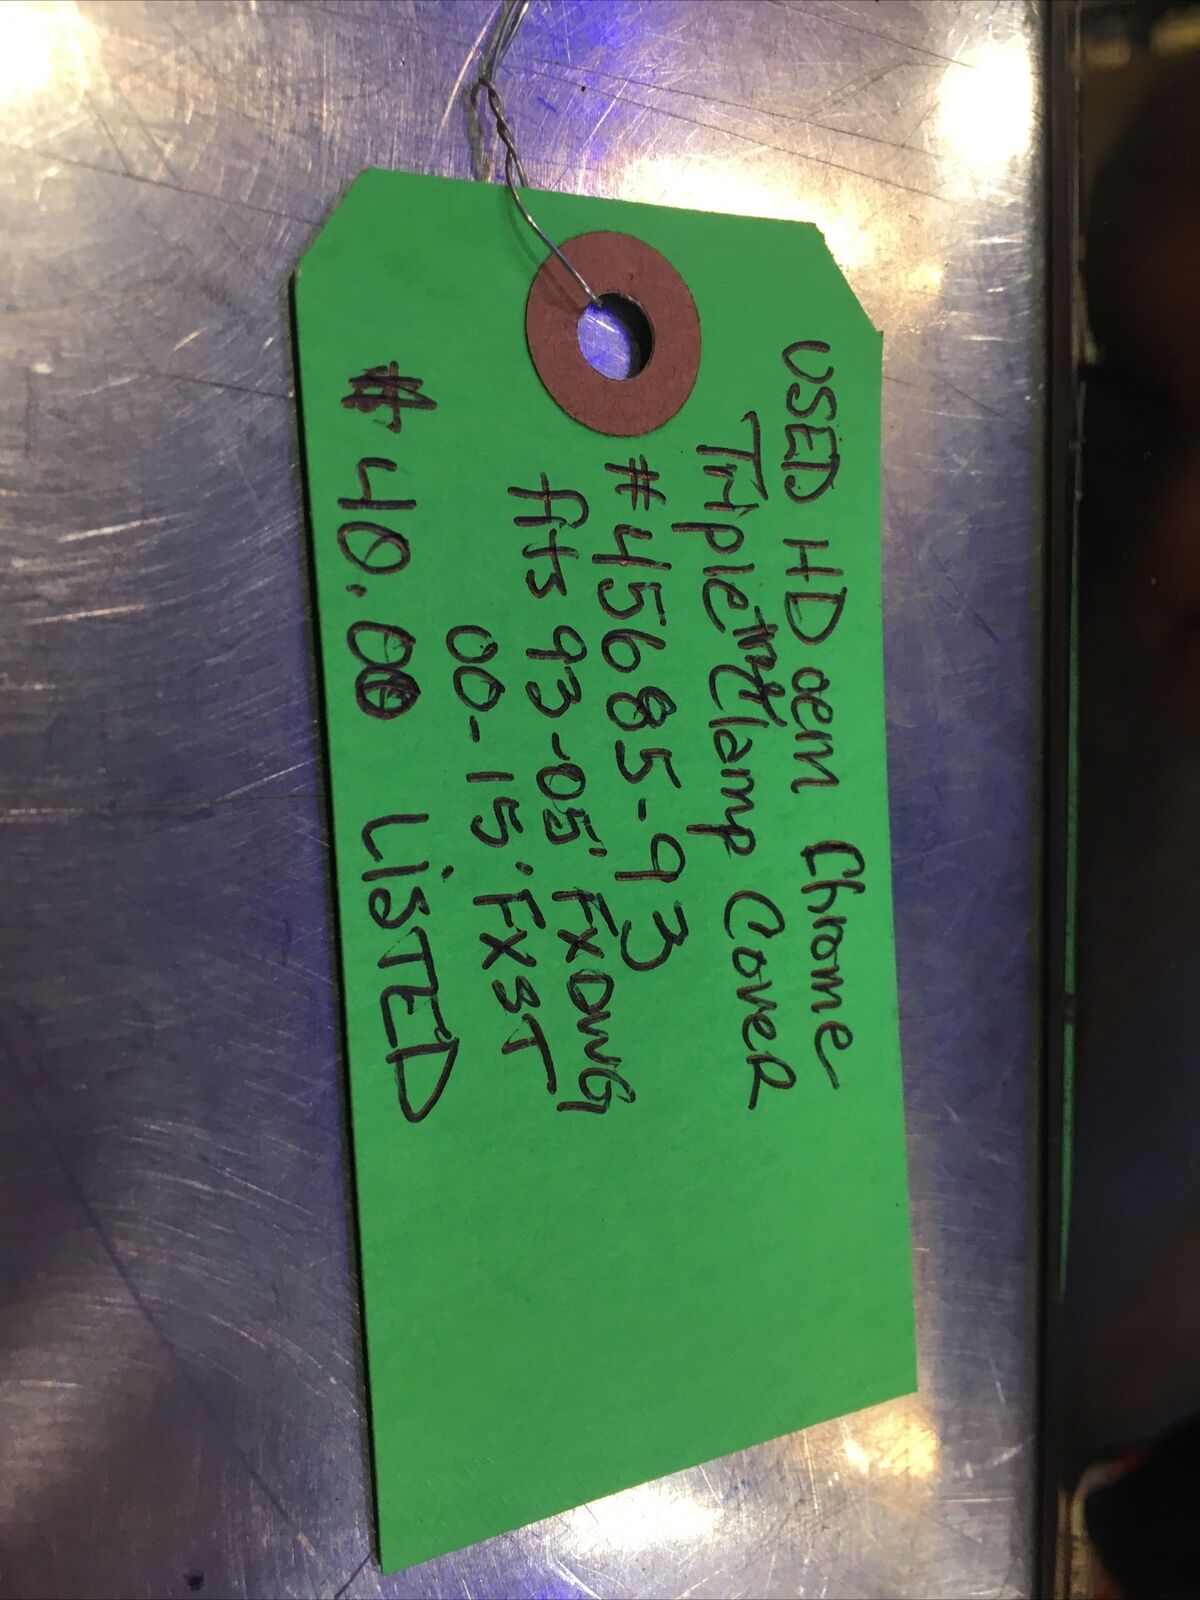 USED HD oem Chrome
Triple Clamp Cover
#45685-93
fits 93-05' FXDWG
00-15' FXST
$40.00 LISTED